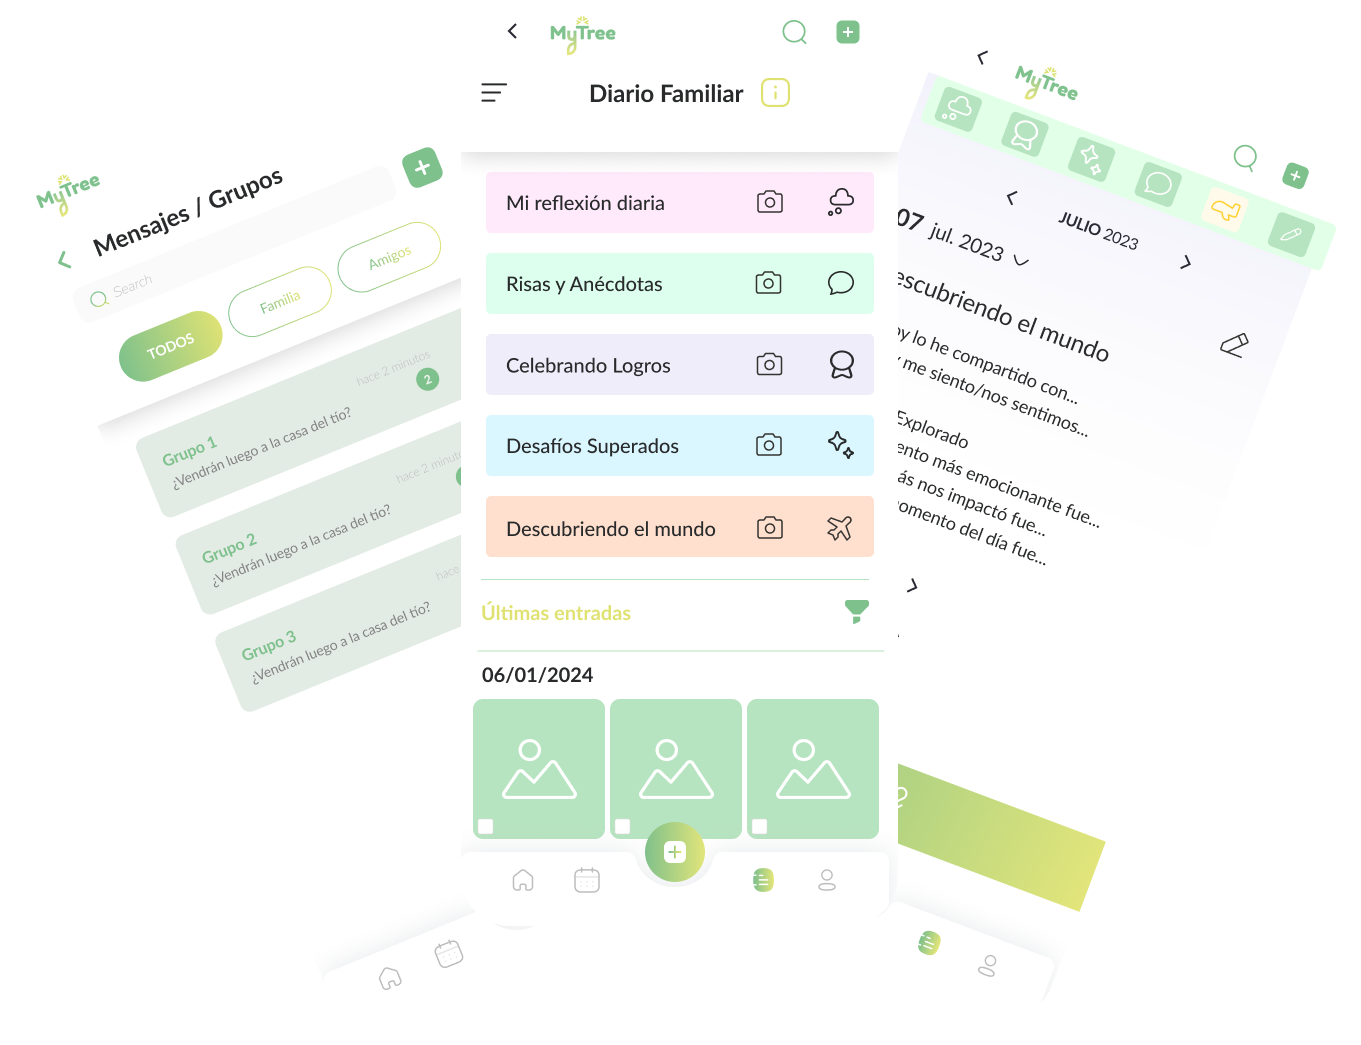 MyTree
Mensajes / Grupos
Search
TODOS
Familia
Amigos
hace 2 minutos
Grupo 1
2
¿Vendrán luego a la casa del tío?
hace 2 minuto
Grupo 2
¿Vendrán luego a la casa del tío?
hace
Grupo 3
¿Vendrán luego a la casa del tío?
MyTree
Diario Familiar
Mi reflexión diaria
Risas y Anécdotas
Celebrando Logros
Desafíos Superados
Descubriendo el mundo
Últimas entradas
06/01/2024
MyTree
JULIO 2023
07 jul. 2023
escubriendo el mundo
oy lo he compartido con...
y me siento/nos sentimos...
Explorado
ento más emocionante fue...
ás nos impactó fue...
omento del día fue...